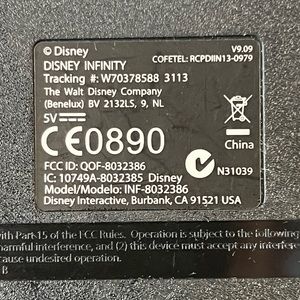 © Disney
V9.09
DISNEY INFINITY
COFETEL: RCPDIIN13-0979
Tracking #: W70378588 3113
The Walt Disney Company
(Benelux) BV 2132LS, 9, NL
5V
CE0890
China
FCC ID: QOF-8032386
IC: 10749A-8032385 Disney
N31039
Model/Modelo: INF-8032386
Disney Interactive, Burbank, CA 91521 USA
with Part 15 of the FCC Rules. Operation is subject to the following
harmful interference, and (2) this device must accept any interfere
cause undesired operation.
B